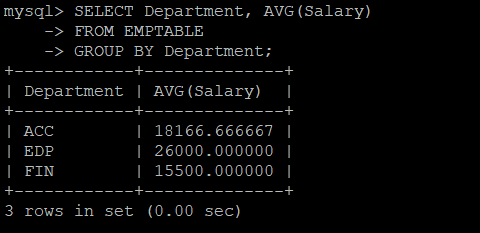 mysql> SELECT Department, AVG(Salary)
    -> FROM EMPTABLE
    -> GROUP BY Department;
+------------+--------------+
| Department | AVG(Salary)  |
+------------+--------------+
| ACC        | 18166.666667 |
| EDP        | 26000.000000 |
| FIN        | 15500.000000 |
+------------+--------------+
3 rows in set (0.00 sec)